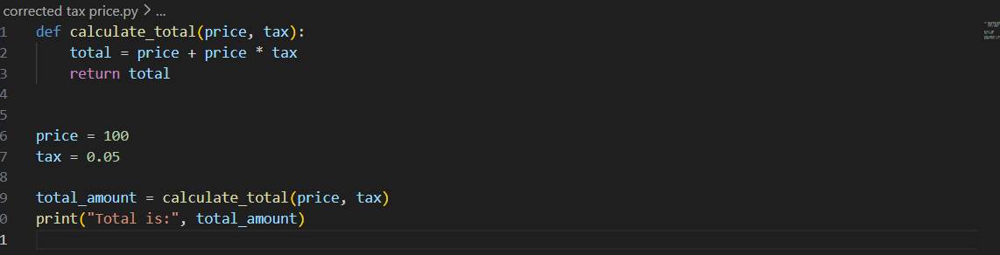 corrected tax price.py > ...
1 def calculate_total(price, tax):
2     total = price + price * tax
3     return total
4
5
6 price = 100
7 tax = 0.05
8
9 total_amount = calculate_total(price, tax)
0 print("Total is:", total_amount)
1